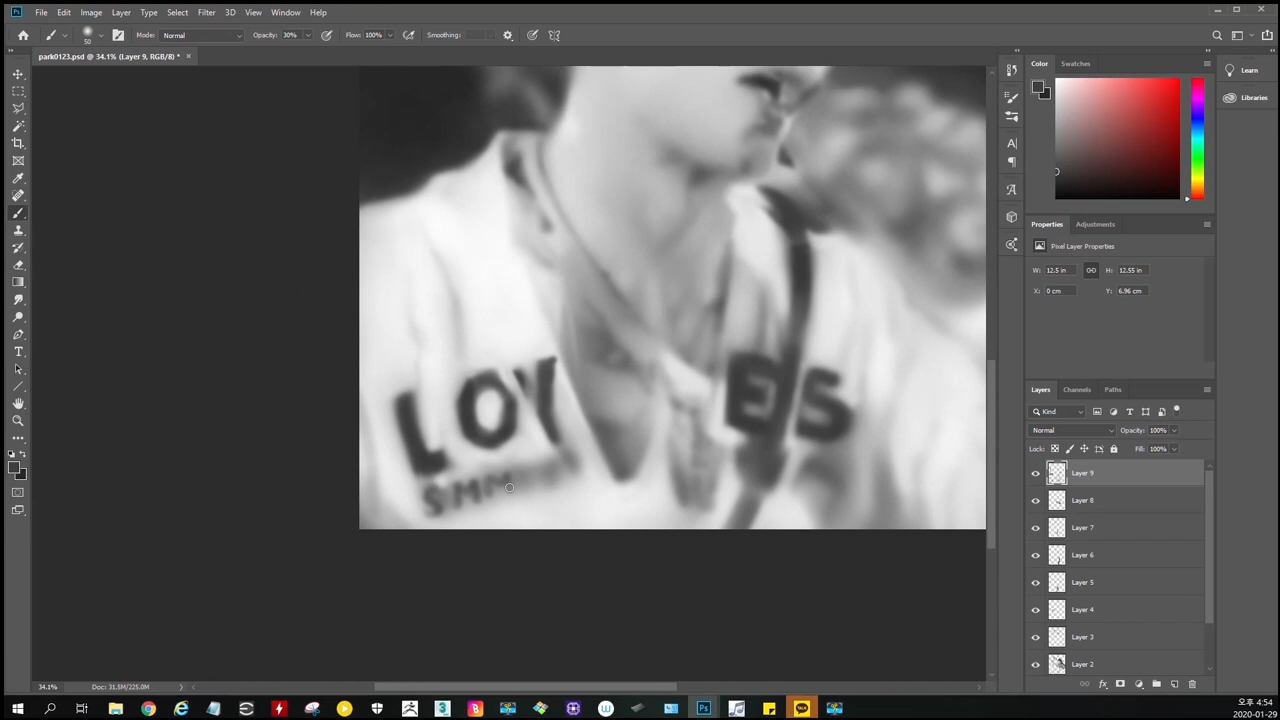 File Edit Image Layer Type Select Filter 3D View Window Help
50 Mode: Normal Opacity: 30% Flow: 100% Smoothing:
park0123.psd @ 34.1% (Layer 9, RGB/8) *
Color Swatches
Learn
Libraries
Properties Adjustments
Pixel Layer Properties
W: 12.5 in H: 12.55 in
X: 0 cm Y: 6.96 cm
LOV ES
SMM
Layers Channels Paths
Kind
Normal Opacity: 100%
Lock: Fill: 100%
Layer 9
Layer 8
Layer 7
Layer 6
Layer 5
Layer 4
Layer 3
Layer 2
34.1% Doc: 31.5M/225.0M
오후 4:54
2020-01-29